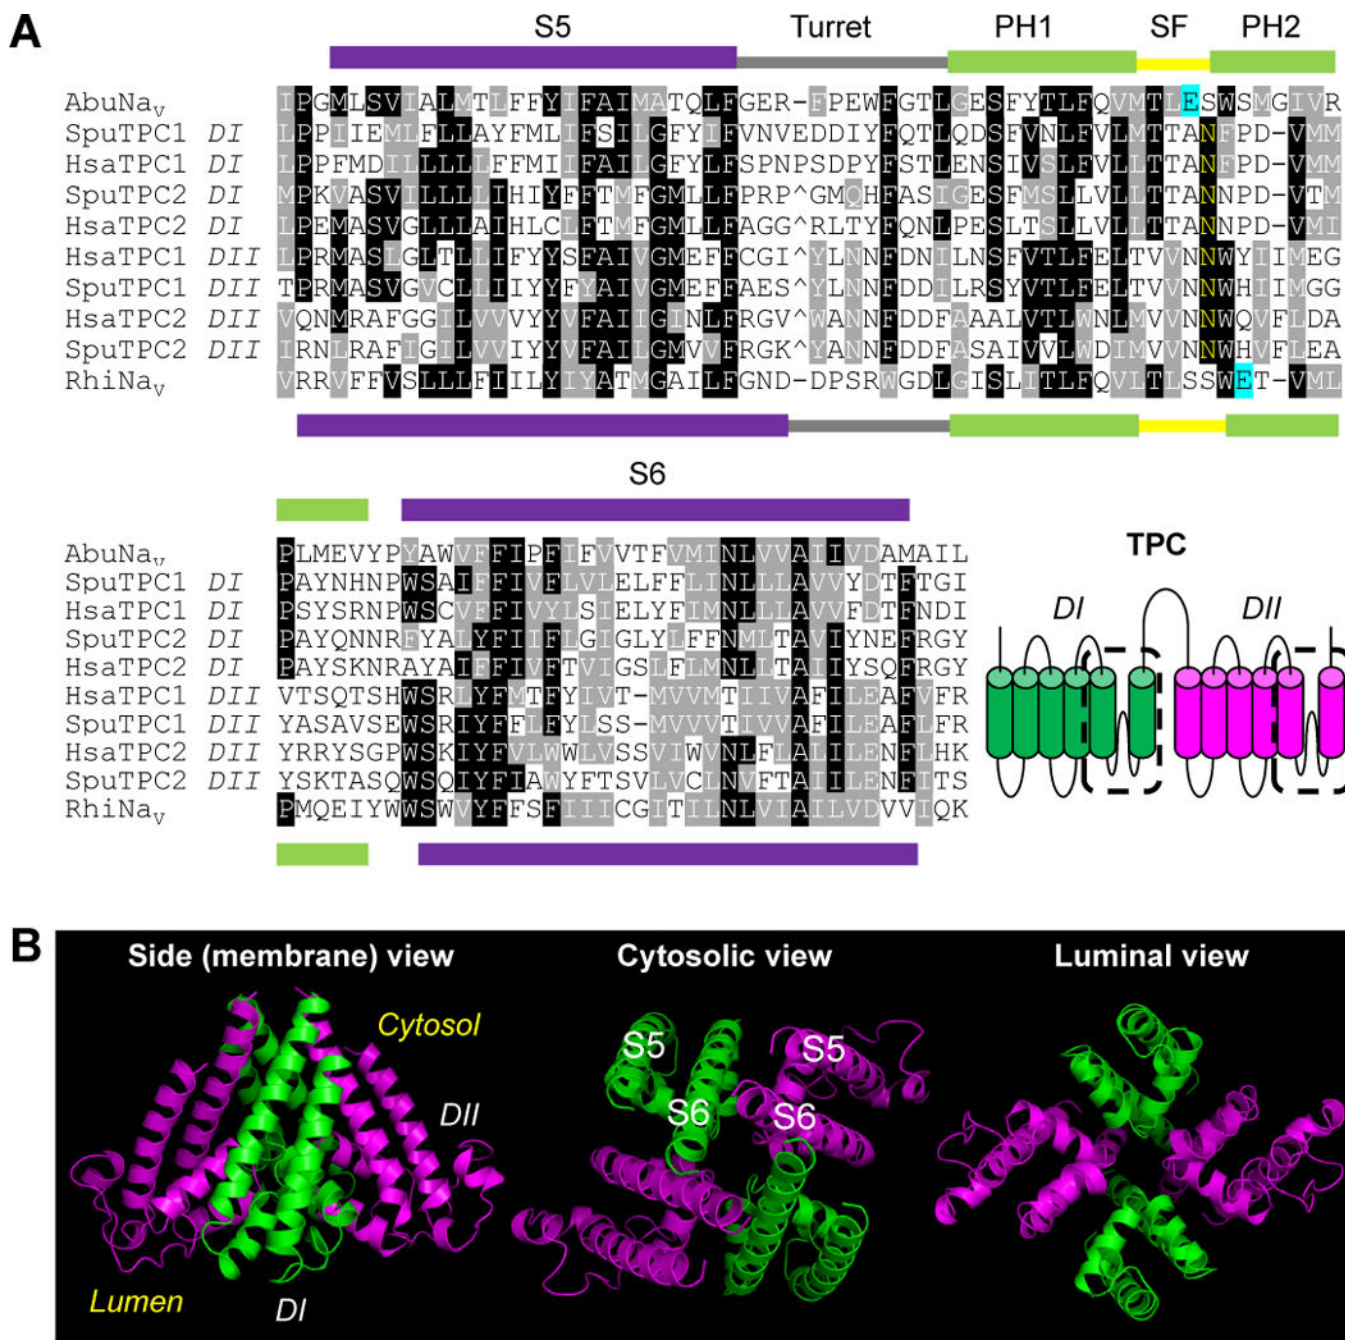 A
S5 Turret PH1 SF PH2
AbuNav IPGMLSVIALMTLFFYIFAIMATQLFGER-FPEWFGTLGESFYTLFQVMTLESWSMGIVR
SpuTPC1 DI LPPIIEMLFLLAYFMLIFSILGFYIFVNVEDDIYFQTLQDSFVNLFVLMTTANFPD-VMM
HsaTPC1 DI LPPFMDILLLLLFFMIIFAILGFYLFSPNPSDPYFSTLENSIVSLFVLLTTANFPD-VMM
SpuTPC2 DI MPKVASVILLLLIHIYFFTMFGMLLFPRP^GMQHFASIGESFMSLLVLLTTANNPD-VTM
HsaTPC2 DI LPEMASVGLLLAIHLCLFTMFGMLLFAGG^RLTYFQNLPESLTSLLVLLTTANNPD-VMI
HsaTPC1 DII LPRMASLGLTLLIFYYSFAIVGMEFFCGI^YLNNFDNILNSFVTLFELTVVNNWYIIMEG
SpuTPC1 DII TPRMASVGVCLLIIYYFYAIVGMEFFAES^YLNNFDDILRSYVTLFELTVVNNWHIIMGG
HsaTPC2 DII VQNMRAFGGILVVVYYVFAIIGINLFRGV^WANNFDDFAAALVTLWNLMVVNNWQVFLDA
SpuTPC2 DII IRNLRAFIGILVVIYYVFAILGMVVFRGK^YANNFDDFASAIVVLWDIMVVNNWHVFLEA
RhiNav VRRVFFVSLLLFIILYIYATMGAILFGND-DPSRWGDLGISLITLFQVLTLSSWET-VML
S6
AbuNav PLMEVYPYAWVFFIPFIFVVTFVMINLVVAIIVDAMAIL
SpuTPC1 DI PAYNHNPWSAIFFIVFLVLELFFLINLLLAVVYDTFTGI
HsaTPC1 DI PSYSRNPWSCVFFIVYLSIELYFIMNLLLAVVFDTFNDI
SpuTPC2 DI PAYQNNRFYALYFIIFLGIGLYLFFNMLTAVIYNEFRGY
HsaTPC2 DI PAYSKNRAYAIFFIVFTVIGSLFLMNLLTAIIYSQFRGY
HsaTPC1 DII VTSQTSHWSRLYFMTFYIVT-MVVMTIIVAFILEAFVFR
SpuTPC1 DII YASAVSEWSRIYFFLFYLSS-MVVVTIVVAFILEAFLFR
HsaTPC2 DII YRRYSGPWSKIYFVLWWLVSSVIWVNLFLALILENFLHK
SpuTPC2 DII YSKTASQWSQIYFIAWYFTSVLVCLNVFTAIILENFITS
RhiNav PMQEIYWWSWVYFFSFIIICGITILNLVIAILVDVVIQK
TPC
DI DII
B
Side (membrane) view Cytosolic view Luminal view
Cytosol
DII
Lumen
DI
S5 S5
S6 S6